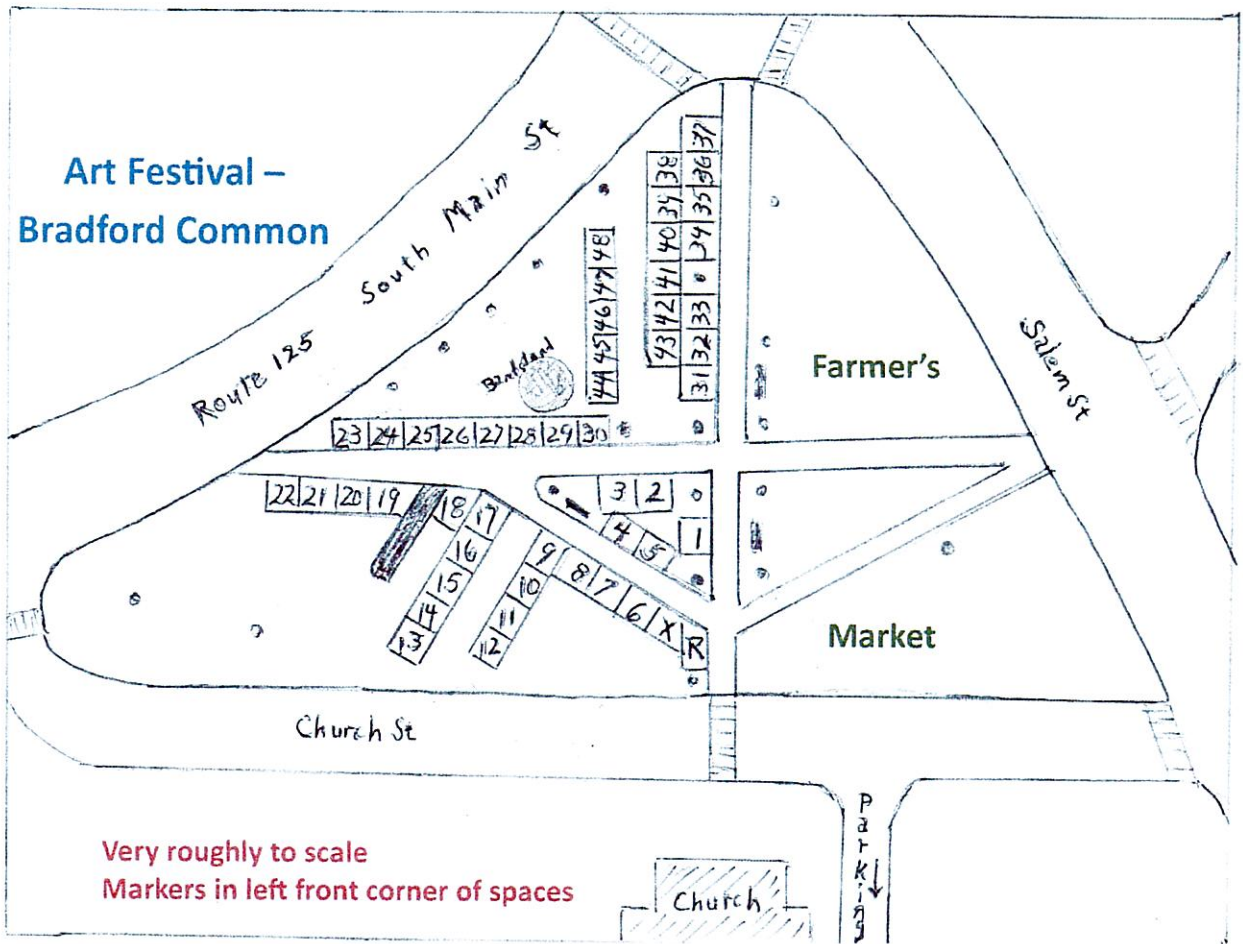 Art Festival –
Bradford Common
Route 125 South Main St
Salem St
44 45 46 47 48
43 42 41 40 39 38
31 32 33 34 35 36 37
Bandstand
Farmer's
23 24 25 26 27 28 29 30
22 21 20 19
18 17
16
15
14
13
3 2
1
4 5
9 8 7 6 X R
10
11
12
Market
Church St
Very roughly to scale
Markers in left front corner of spaces
Church
Parking